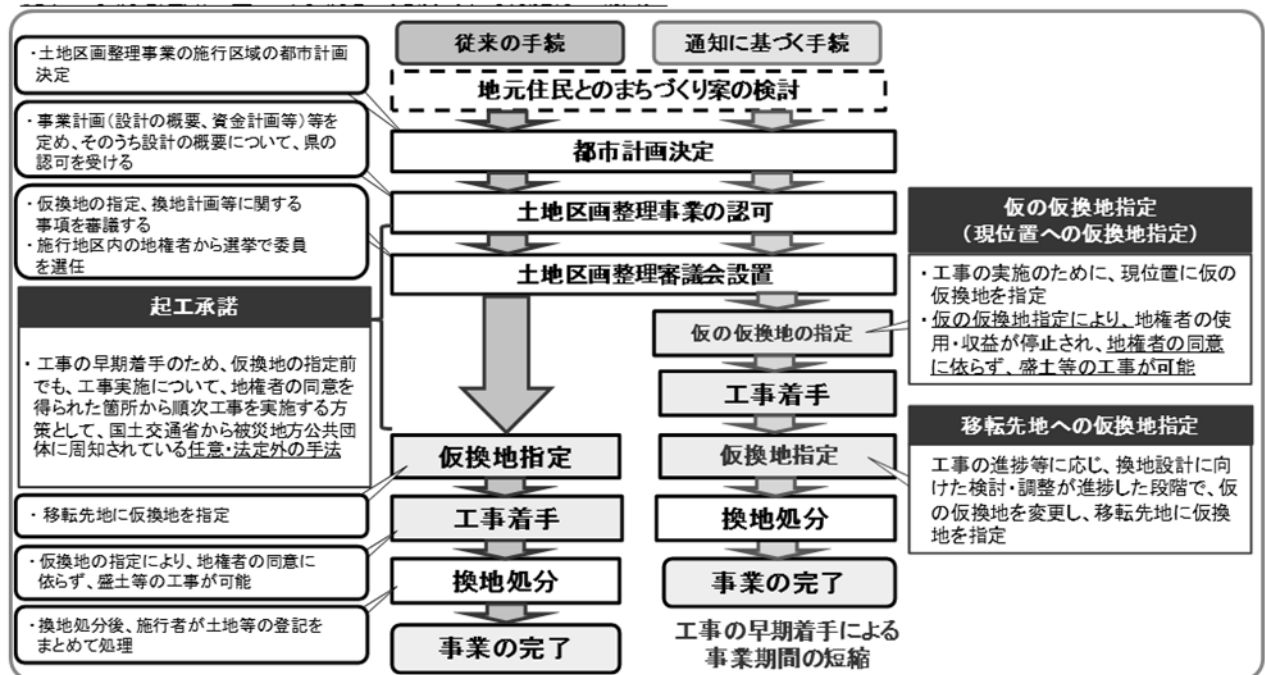 従来の手続
通知に基づく手続
地元住民とのまちづくり案の検討
都市計画決定
土地区画整理事業の認可
土地区画整理審議会設置
・土地区画整理事業の施行区域の都市計画
決定
・事業計画(設計の概要、資金計画等)等を
定め、そのうち設計の概要について、県の
認可を受ける
・仮換地の指定、換地計画等に関する
事項を審議する
・施行地区内の地権者から選挙で委員
を選任
起工承諾
・工事の早期着手のため、仮換地の指定前
でも、工事実施について、地権者の同意を
得られた箇所から順次工事を実施する方
策として、国土交通省から被災地方公共団
体に周知されている任意・法定外の手法
・移転先地に仮換地を指定
・仮換地の指定により、地権者の同意に
依らず、盛土等の工事が可能
・換地処分後、施行者が土地等の登記を
まとめて処理
仮換地指定
工事着手
換地処分
事業の完了
仮の仮換地の指定
工事着手
仮換地指定
換地処分
事業の完了
工事の早期着手による
事業期間の短縮
仮の仮換地指定
(現位置への仮換地指定)
・工事の実施のために、現位置に仮の
仮換地を指定
・仮の仮換地指定により、地権者の使
用・収益が停止され、地権者の同意
に依らず、盛土等の工事が可能
移転先地への仮換地指定
工事の進捗等に応じ、換地設計に向
けた検討・調整が進捗した段階で、仮
の仮換地を変更し、移転先地に仮換
地を指定